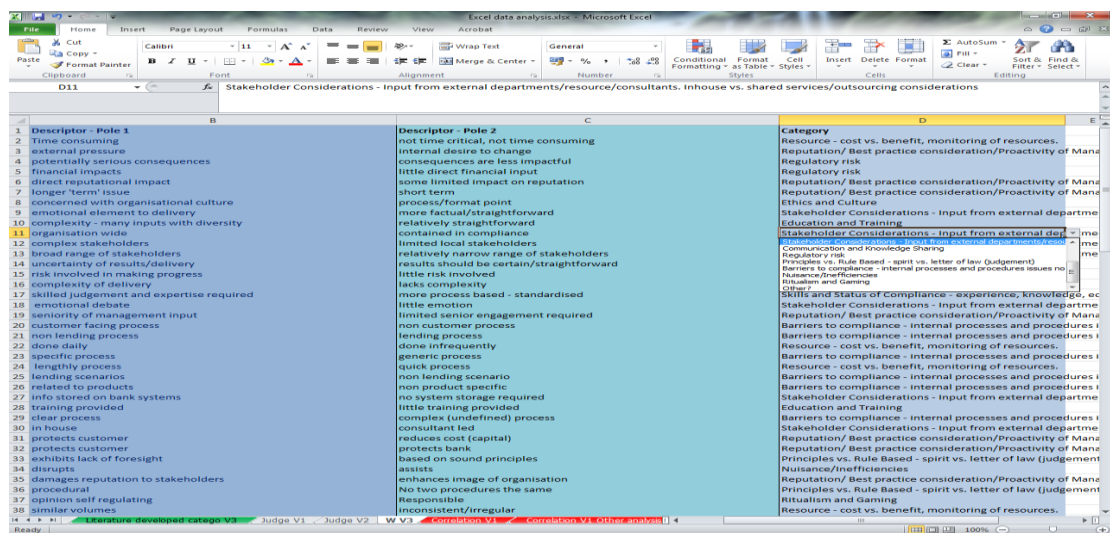 Excel data analysis.xlsx - Microsoft Excel
File Home Insert Page Layout Formulas Data Review View Acrobat
Cut
Copy
Format Painter
Paste
Clipboard
Calibri 11
Font
Wrap Text
Merge & Center
Alignment
General
Number
Conditional Formatting
Format as Table
Cell Styles
Styles
Insert Delete Format
Cells
AutoSum
Fill
Clear
Sort & Filter
Find & Select
Editing
D11 fx Stakeholder Considerations - Input from external departments/resource/consultants. Inhouse vs. shared services/outsourcing considerations
B C D E
1 Descriptor - Pole 1 Descriptor - Pole 2 Category
2 Time consuming not time critical, not time consuming Resource - cost vs. benefit, monitoring of resources.
3 external pressure internal desire to change Reputation/ Best practice consideration/Proactivity of Mana
4 potentially serious consequences consequences are less impactful Regulatory risk
5 financial impacts little direct financial input Regulatory risk
6 direct reputational impact some limited impact on reputation Reputation/ Best practice consideration/Proactivity of Mana
7 longer 'term' issue short term Reputation/ Best practice consideration/Proactivity of Mana
8 concerned with organisational culture process/format point Ethics and Culture
9 emotional element to delivery more factual/straightforward Stakeholder Considerations - Input from external departme
10 complexity - many inputs with diversity relatively straightforward Education and Training
11 organisation wide contained in compliance Stakeholder Considerations - Input from external dep me
12 complex stakeholders limited local stakeholders Stakeholder Considerations - Input from external departments/resou
13 broad range of stakeholders relatively narrow range of stakeholders me
14 uncertainty of results/delivery results should be certain/straightforward
15 risk involved in making progress little risk involved
16 complexity of delivery lacks complexity
Communication and Knowledge Sharing
Regulatory risk
Principles vs. Rule Based - spirit vs. letter of law (judgement)
Barriers to compliance - internal processes and procedures issues no
Nuisance/Inefficiencies
Ritualism and Gaming
Other?
17 skilled judgement and expertise required more process based - standardised Skills and Status of Compliance - experience, knowledge, ec
18 emotional debate little emotion Stakeholder Considerations - Input from external departme
19 seniority of management input limited senior engagement required Reputation/ Best practice consideration/Proactivity of Mana
20 customer facing process non customer process Barriers to compliance - internal processes and procedures i
21 non lending process lending process Barriers to compliance - internal processes and procedures i
22 done daily done infrequently Resource - cost vs. benefit, monitoring of resources.
23 specific process generic process Barriers to compliance - internal processes and procedures i
24 lengthly process quick process Resource - cost vs. benefit, monitoring of resources.
25 lending scenarios non lending scenario Barriers to compliance - internal processes and procedures i
26 related to products non product specific Barriers to compliance - internal processes and procedures i
27 info stored on bank systems no system storage required Stakeholder Considerations - Input from external departme
28 training provided little training provided Education and Training
29 clear process complex (undefined) process Barriers to compliance - internal processes and procedures i
30 in house consultant led Stakeholder Considerations - Input from external departme
31 protects customer reduces cost (capital) Reputation/ Best practice consideration/Proactivity of Mana
32 protects customer protects bank Reputation/ Best practice consideration/Proactivity of Mana
33 exhibits lack of foresight based on sound principles Principles vs. Rule Based - spirit vs. letter of law (judgement
34 disrupts assists Nuisance/Inefficiencies
35 damages reputation to stakeholders enhances image of organisation Reputation/ Best practice consideration/Proactivity of Mana
36 procedural No two procedures the same Principles vs. Rule Based - spirit vs. letter of law (judgement
37 opinion self regulating Responsible Ritualism and Gaming
38 similar volumes inconsistent/irregular Resource - cost vs. benefit, monitoring of resources.
Literature developed catego V3 Judge V1 Judge V2 W V3 Correlation V1 Correlation V1 Other analysis
Ready 100%